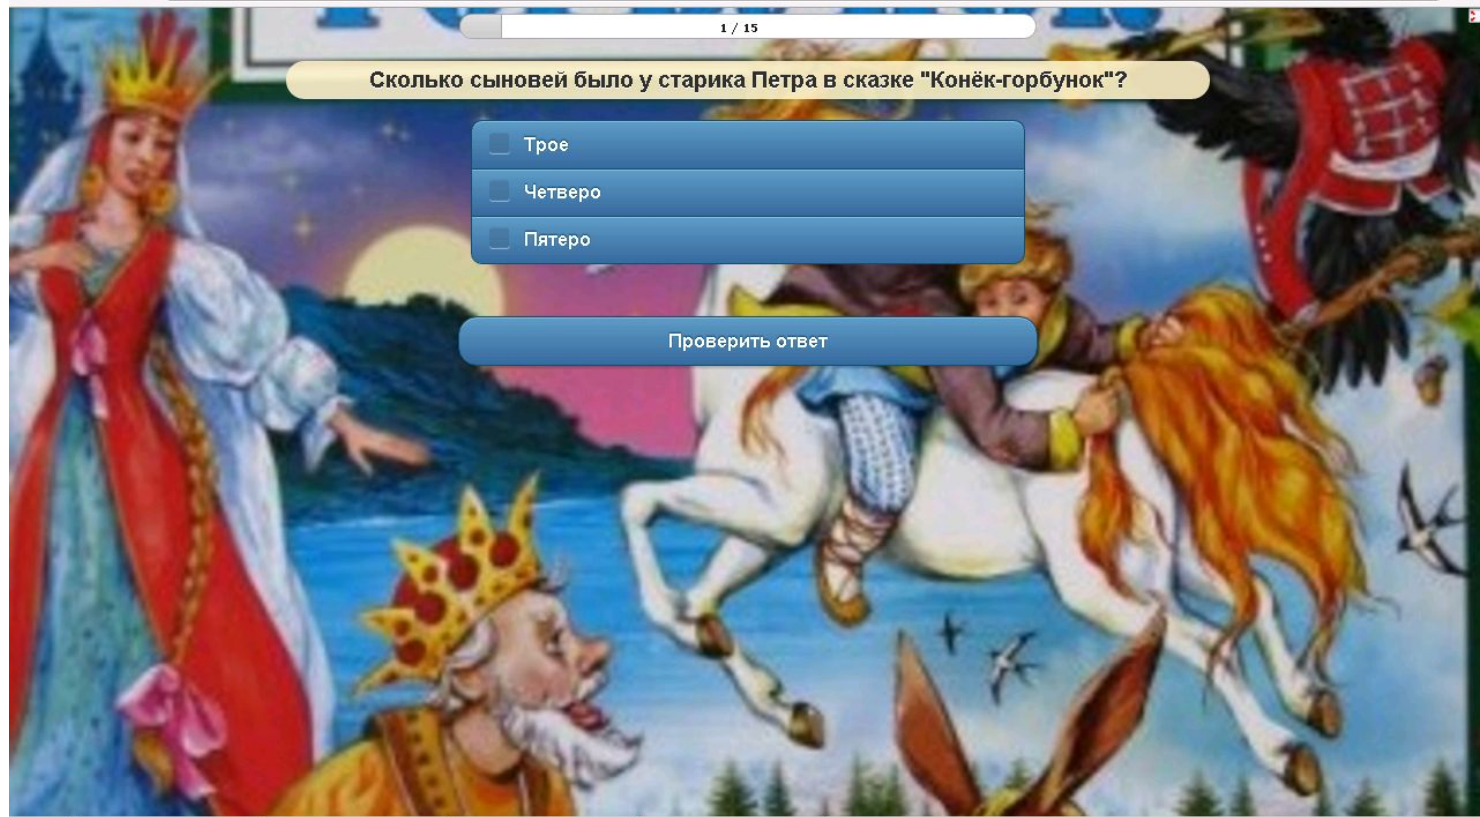 1 / 15
Сколько сыновей было у старика Петра в сказке "Конёк-горбунок"?
Трое
Четверо
Пятеро
Проверить ответ